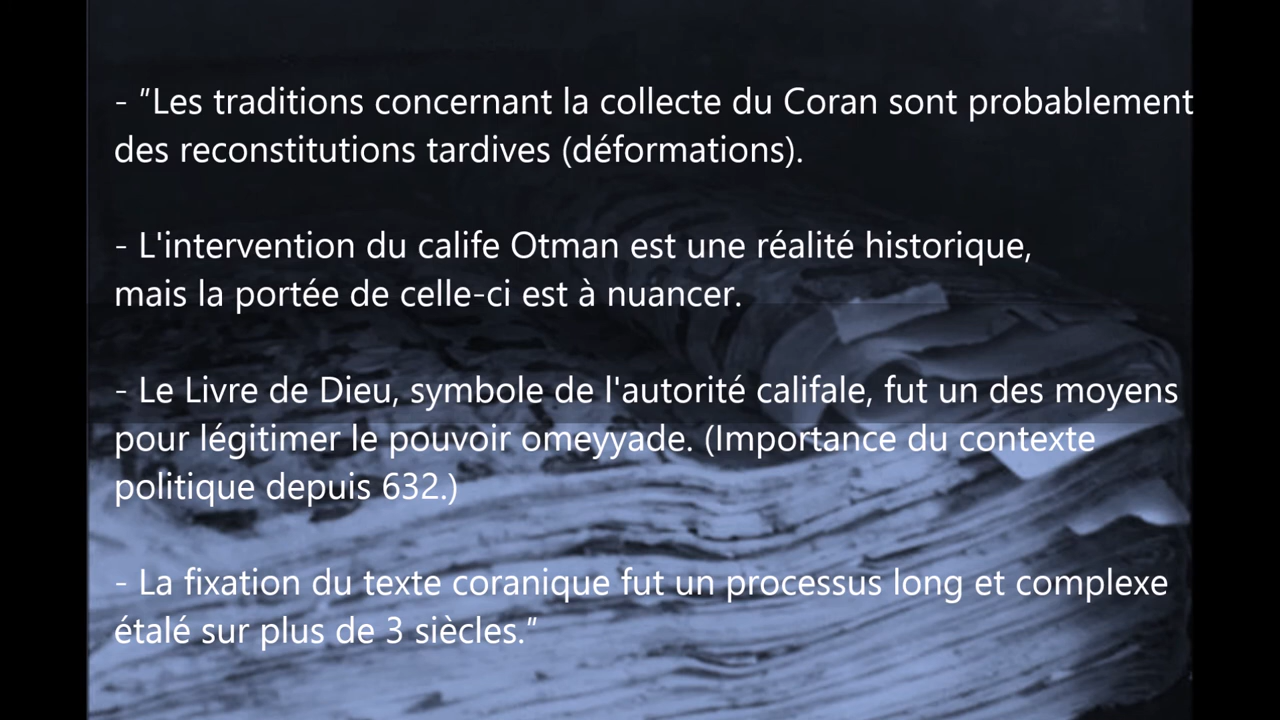 - "Les traditions concernant la collecte du Coran sont probablement
des reconstitutions tardives (déformations).
- L'intervention du calife Otman est une réalité historique,
mais la portée de celle-ci est à nuancer.
- Le Livre de Dieu, symbole de l'autorité califale, fut un des moyens
pour légitimer le pouvoir omeyyade. (Importance du contexte
politique depuis 632.)
- La fixation du texte coranique fut un processus long et complexe
étalé sur plus de 3 siècles."